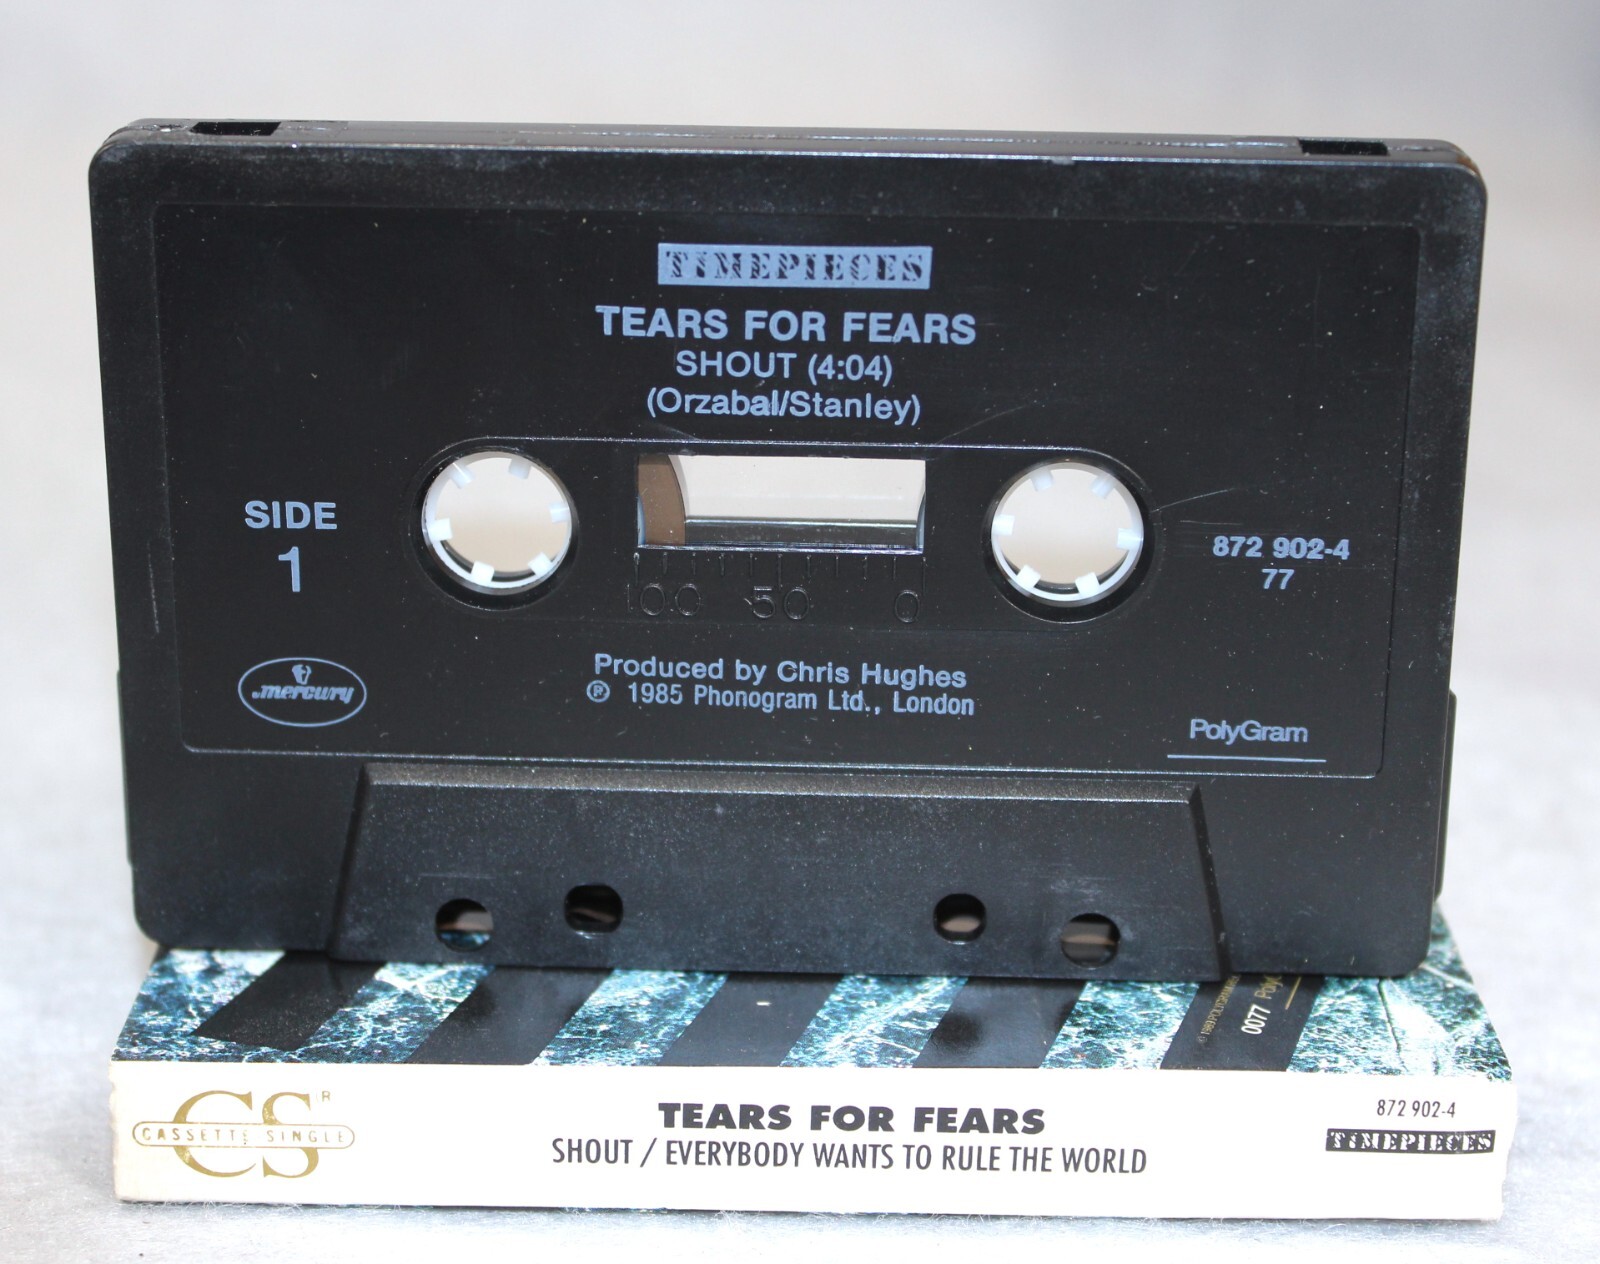 TIMEPIECES
TEARS FOR FEARS
SHOUT (4:04)
(Orzabal/Stanley)
SIDE
1
872 902-4
77
100 50 0
Produced by Chris Hughes
℗ 1985 Phonogram Ltd., London
mercury
PolyGram
0077
CS®
CASSETTE SINGLE
TEARS FOR FEARS
SHOUT / EVERYBODY WANTS TO RULE THE WORLD
872 902-4
TIMEPIECES